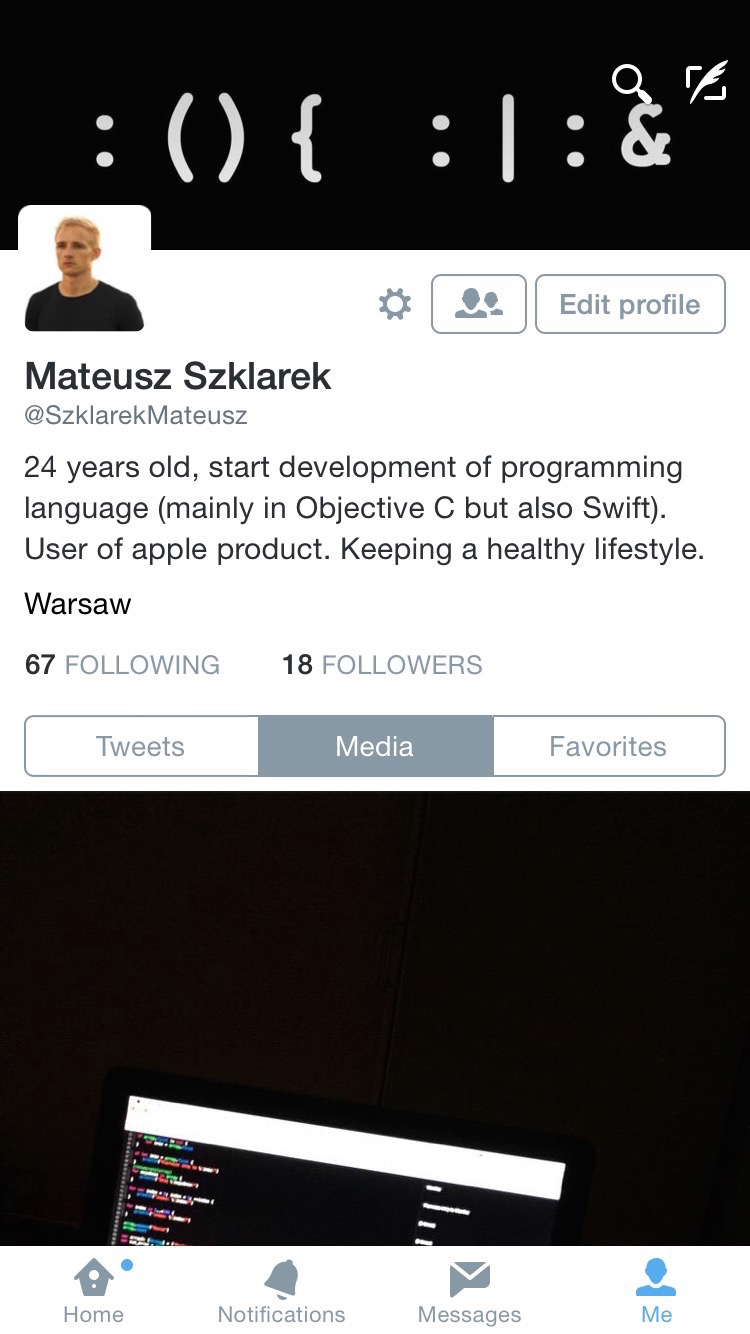 :(){ :|:&
Edit profile
Mateusz Szklarek
@SzklarekMateusz
24 years old, start development of programming
language (mainly in Objective C but also Swift).
User of apple product. Keeping a healthy lifestyle.
Warsaw
67 FOLLOWING 18 FOLLOWERS
Tweets Media Favorites
Home Notifications Messages Me